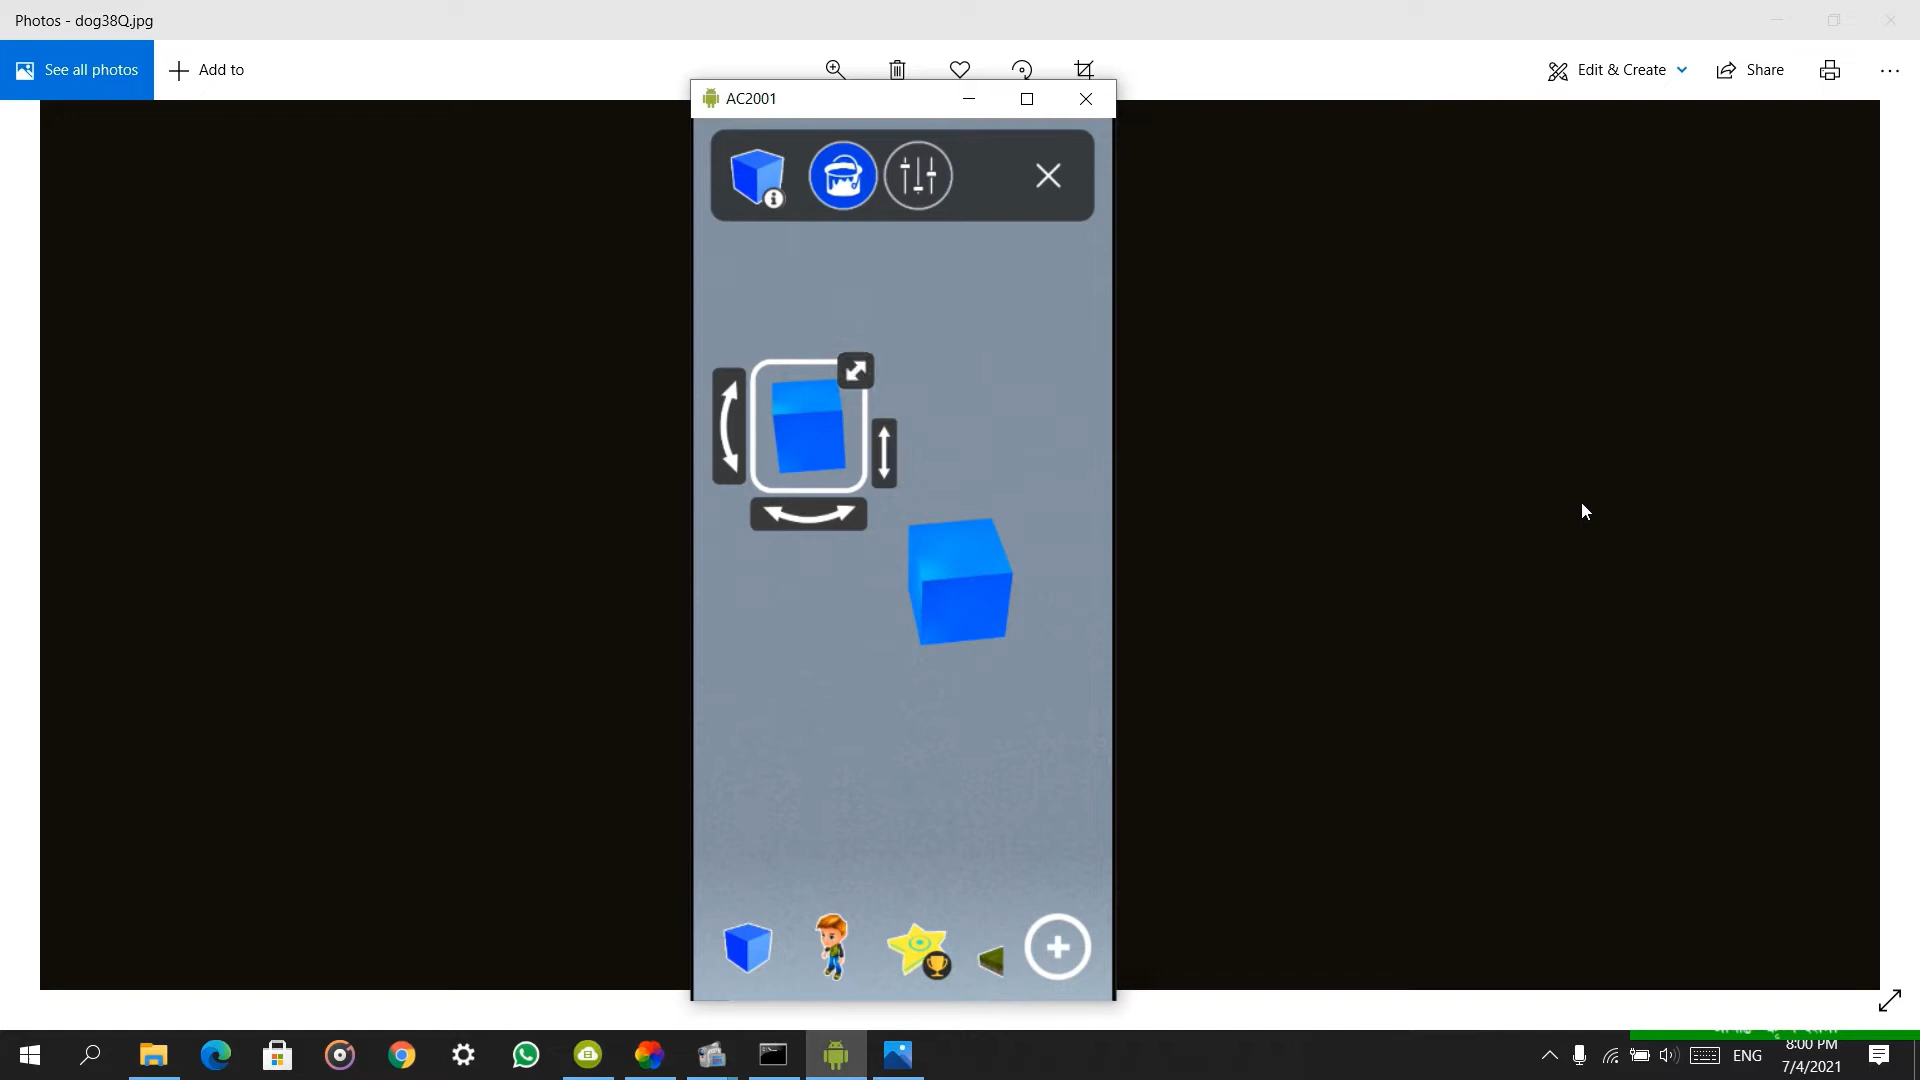 Photos - dog38Q.jpg
See all photos
Add to
Edit & Create
Share
AC2001
ENG
8:00 PM
7/4/2021